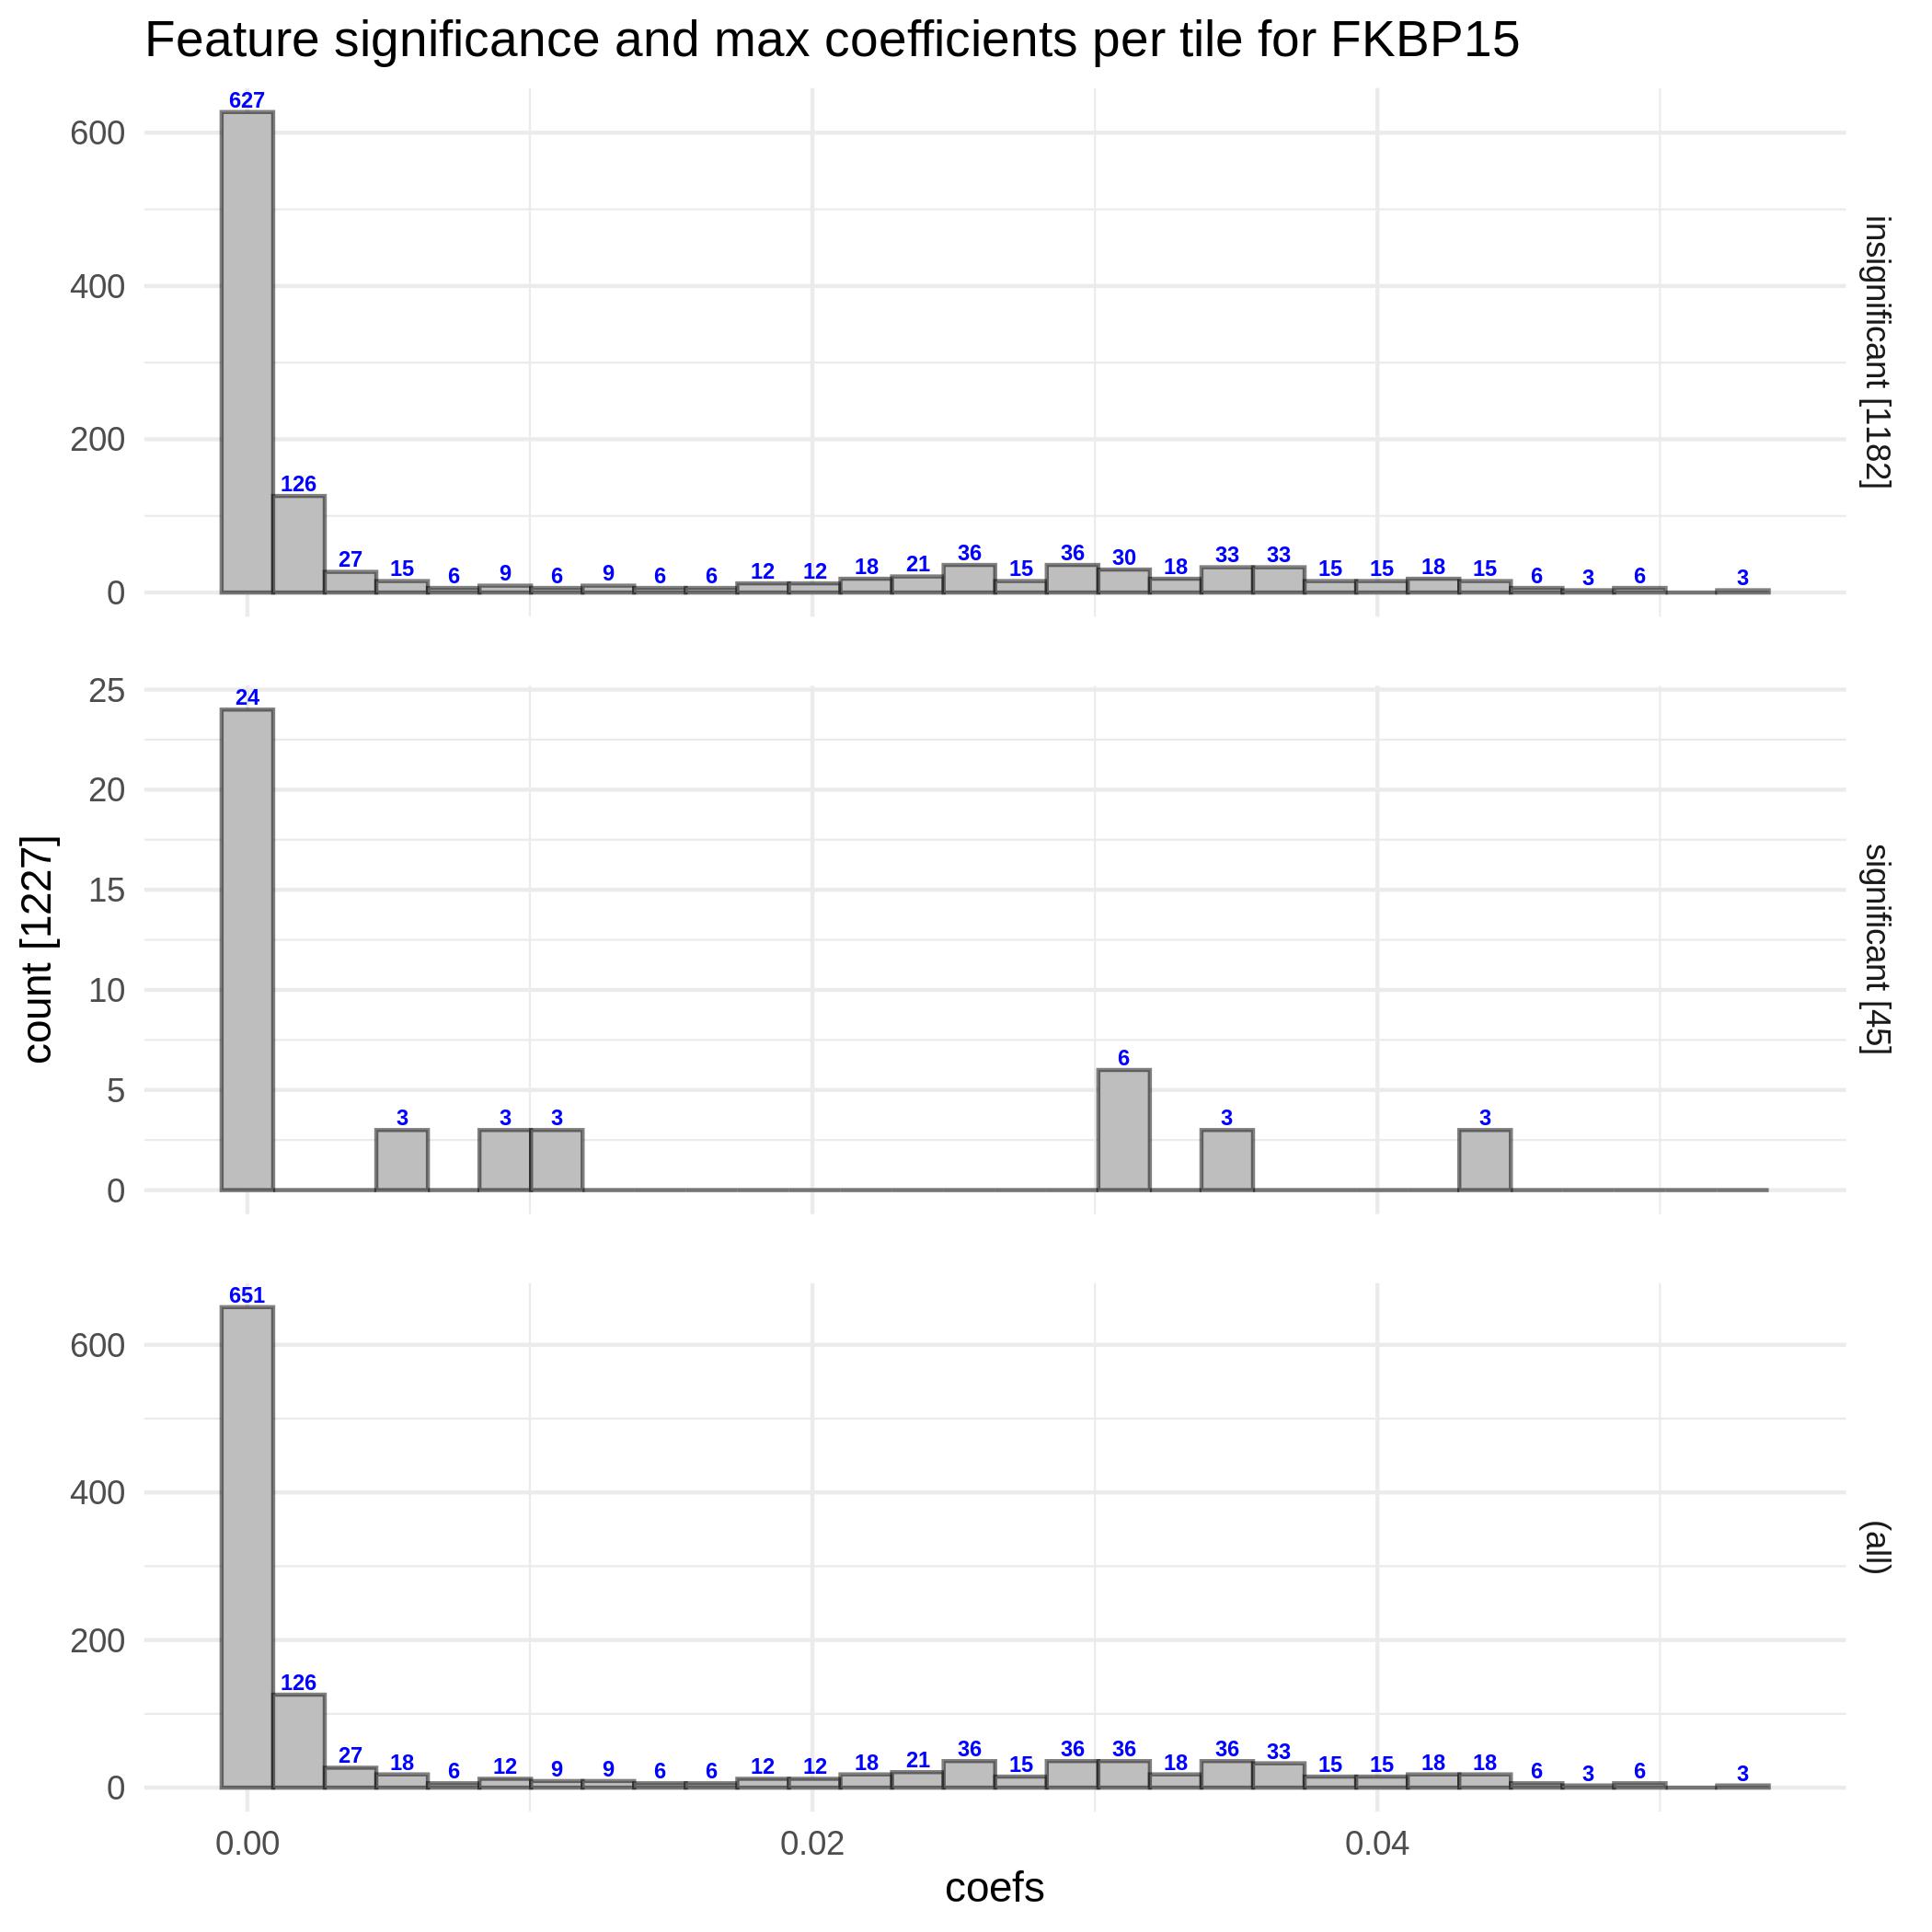 Feature significance and max coefficients per tile for FKBP15
627
600
400
200
126
27 15 6 9 6 9 6 6 12 12 18 21 36 15 36 30 18 33 33 15 15 18 15 6 3 6 3
0
insignificant [1182]
25
24
20
15
10
5
0
3 3 3 6 3 3
significant [45]
count [1227]
651
600
400
200
126
27 18 6 12 9 9 6 6 12 12 18 21 36 15 36 36 18 36 33 15 15 18 18 6 3 6 3
0
(all)
0.00 0.02 0.04
coefs